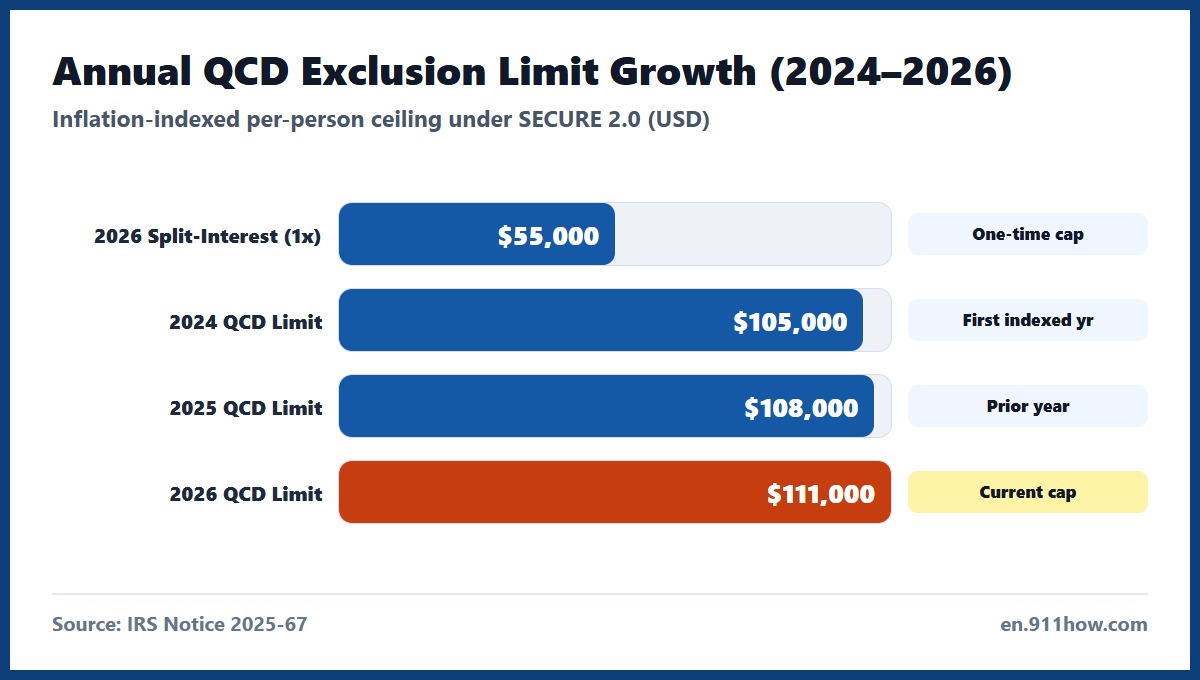 Annual QCD Exclusion Limit Growth (2024–2026)
Inflation-indexed per-person ceiling under SECURE 2.0 (USD)
2026 Split-Interest (1x) $55,000 One-time cap
2024 QCD Limit $105,000 First indexed yr
2025 QCD Limit $108,000 Prior year
2026 QCD Limit $111,000 Current cap
Source: IRS Notice 2025-67 en.911how.com